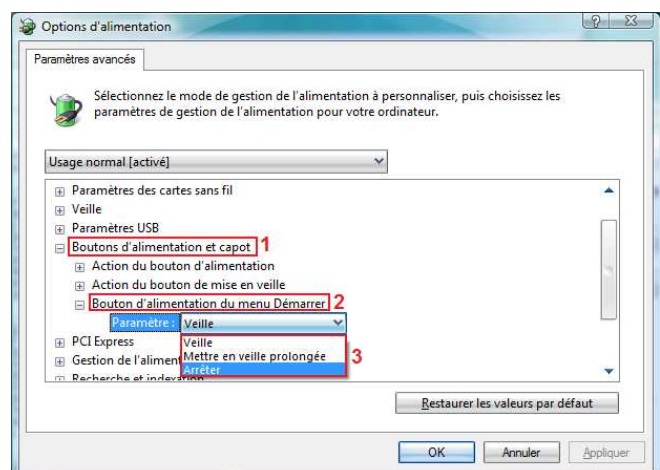 Options d'alimentation
Paramètres avancés
Sélectionnez le mode de gestion de l'alimentation à personnaliser, puis choisissez les
paramètres de gestion de l'alimentation pour votre ordinateur.
Usage normal [activé]
Paramètres des cartes sans fil
Veille
Paramètres USB
Boutons d'alimentation et capot 1
Action du bouton d'alimentation
Action du bouton de mise en veille
Bouton d'alimentation du menu Démarrer 2
Paramètre : Veille
PCI Express Veille
Gestion de l'aliment Mettre en veille prolongée 3
Recherche et indexation Arrêter
Restaurer les valeurs par défaut
OK Annuler Appliquer